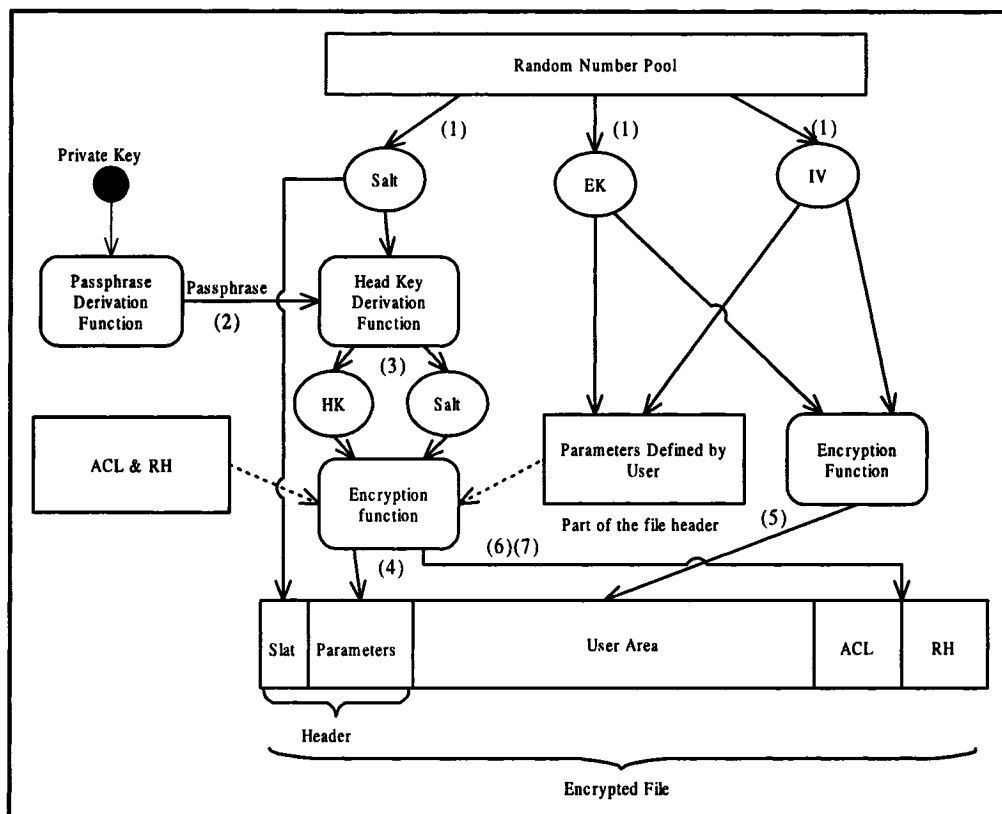 Random Number Pool
(1)
(1)
(1)
Private Key
Salt
EK
IV
Passphrase
Derivation
Function
Passphrase
(2)
Head Key
Derivation
Function
(3)
HK
Salt
ACL & RH
Encryption
function
Parameters Defined by
User
Encryption
Function
Part of the file header
(5)
(6)(7)
(4)
Slat
Parameters
User Area
ACL
RH
Header
Encrypted File